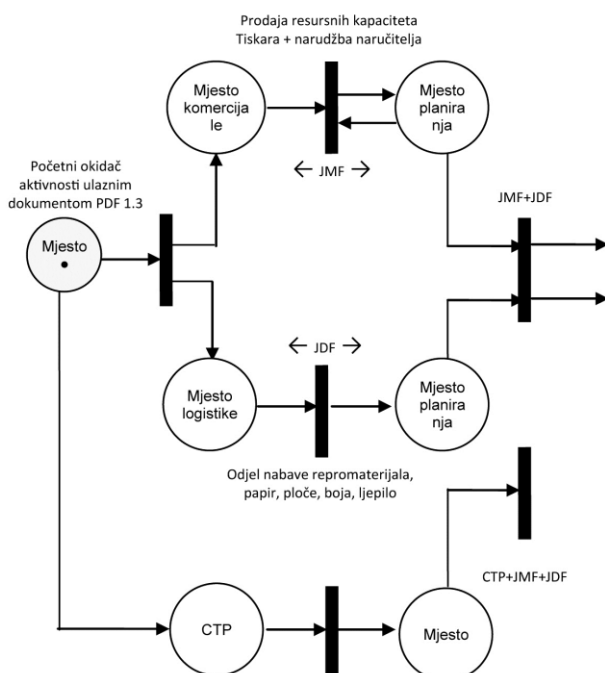 Prodaja resursnih kapaciteta
Tiskara + narudžba naručitelja
Mjesto
komercija
le
Mjesto
planira
nja
← JMF →
Početni okidač
aktivnosti ulaznim
dokumentom PDF 1.3
Mjesto
JMF+JDF
← JDF →
Mjesto
logistike
Mjesto
planira
nja
Odjel nabave repromaterijala,
papir, ploče, boja, ljepilo
CTP+JMF+JDF
CTP
Mjesto